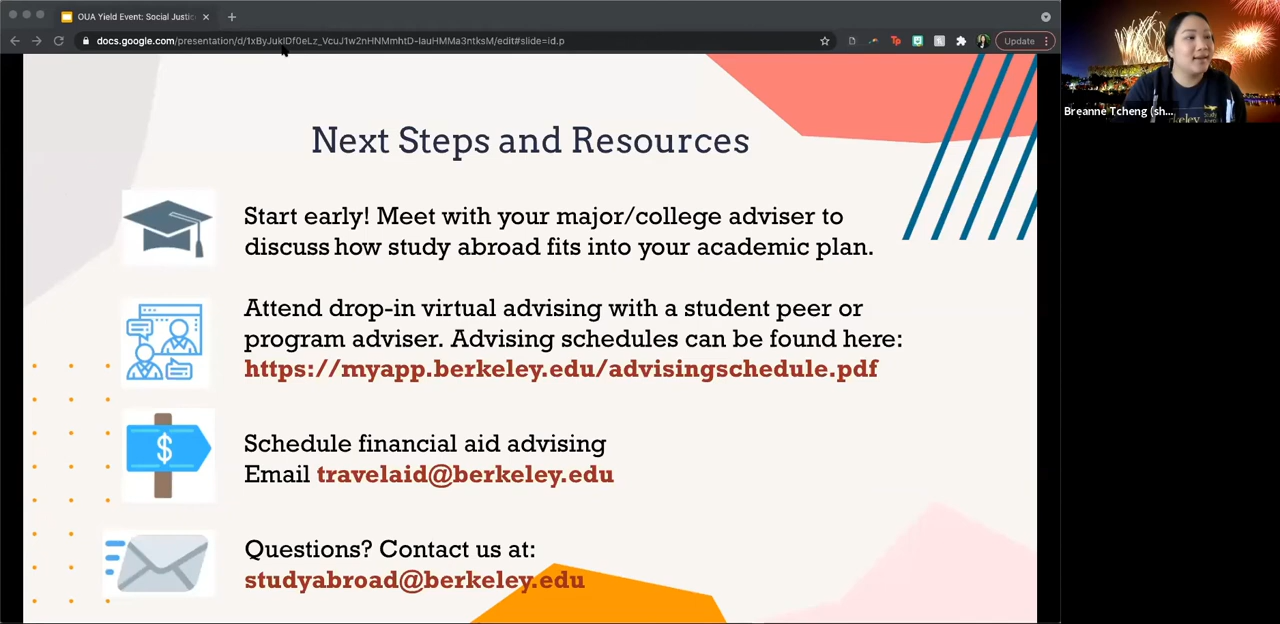 OUA Yield Event: Social Justic
docs.google.com/presentation/d/1xByJukIDf0eLz_VcuJ1w2nHNMmhtD-IauHMMa3ntksM/edit#slide=id.p
Update
Breanne Tcheng (sh...
Next Steps and Resources
Start early! Meet with your major/college adviser to
discuss how study abroad fits into your academic plan.
Attend drop-in virtual advising with a student peer or
program adviser. Advising schedules can be found here:
https://myapp.berkeley.edu/advisingschedule.pdf
$
Schedule financial aid advising
Email travelaid@berkeley.edu
Questions? Contact us at:
studyabroad@berkeley.edu